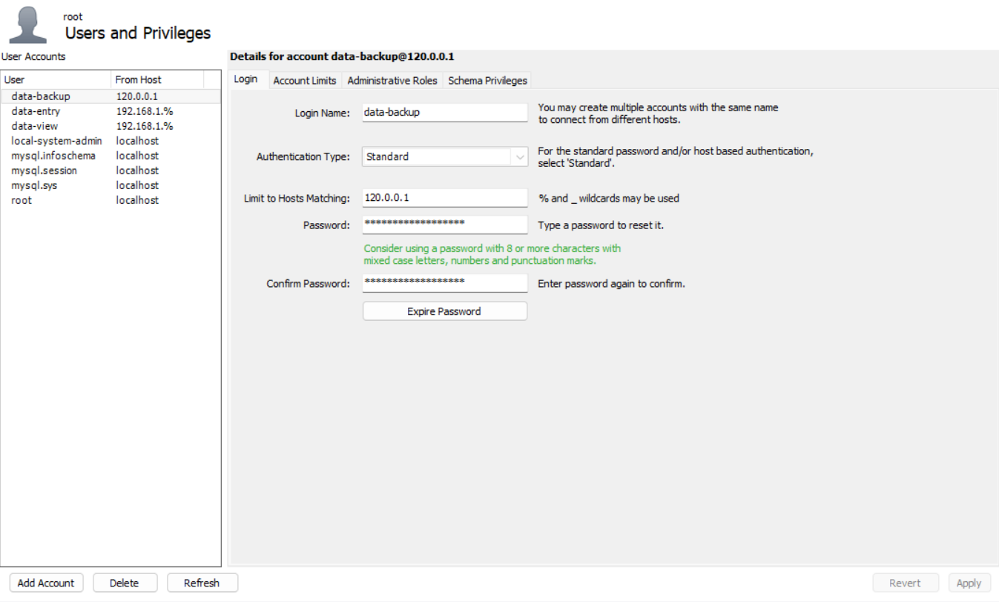 root
Users and Privileges
User Accounts
User From Host
data-backup 120.0.0.1
data-entry 192.168.1.%
data-view 192.168.1.%
local-system-admin localhost
mysql.infoschema localhost
mysql.session localhost
mysql.sys localhost
root localhost
Details for account data-backup@120.0.0.1
Login Account Limits Administrative Roles Schema Privileges
Login Name: data-backup You may create multiple accounts with the same name
to connect from different hosts.
Authentication Type: Standard For the standard password and/or host based authentication,
select 'Standard'.
Limit to Hosts Matching: 120.0.0.1 % and _ wildcards may be used
Password: ****************** Type a password to reset it.
Consider using a password with 8 or more characters with
mixed case letters, numbers and punctuation marks.
Confirm Password: ****************** Enter password again to confirm.
Expire Password
Add Account Delete Refresh Revert Apply